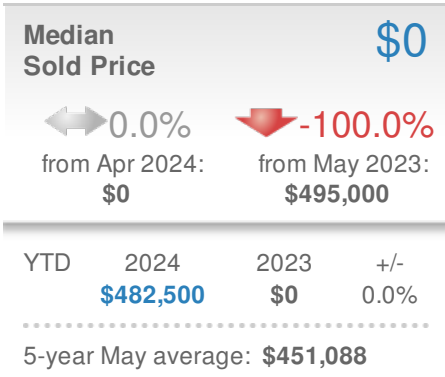 Median
Sold Price
$0
0.0%
-100.0%
from Apr 2024:
from May 2023:
$0
$495,000
YTD 2024 2023 +/-
$482,500 $0 0.0%
5-year May average: $451,088